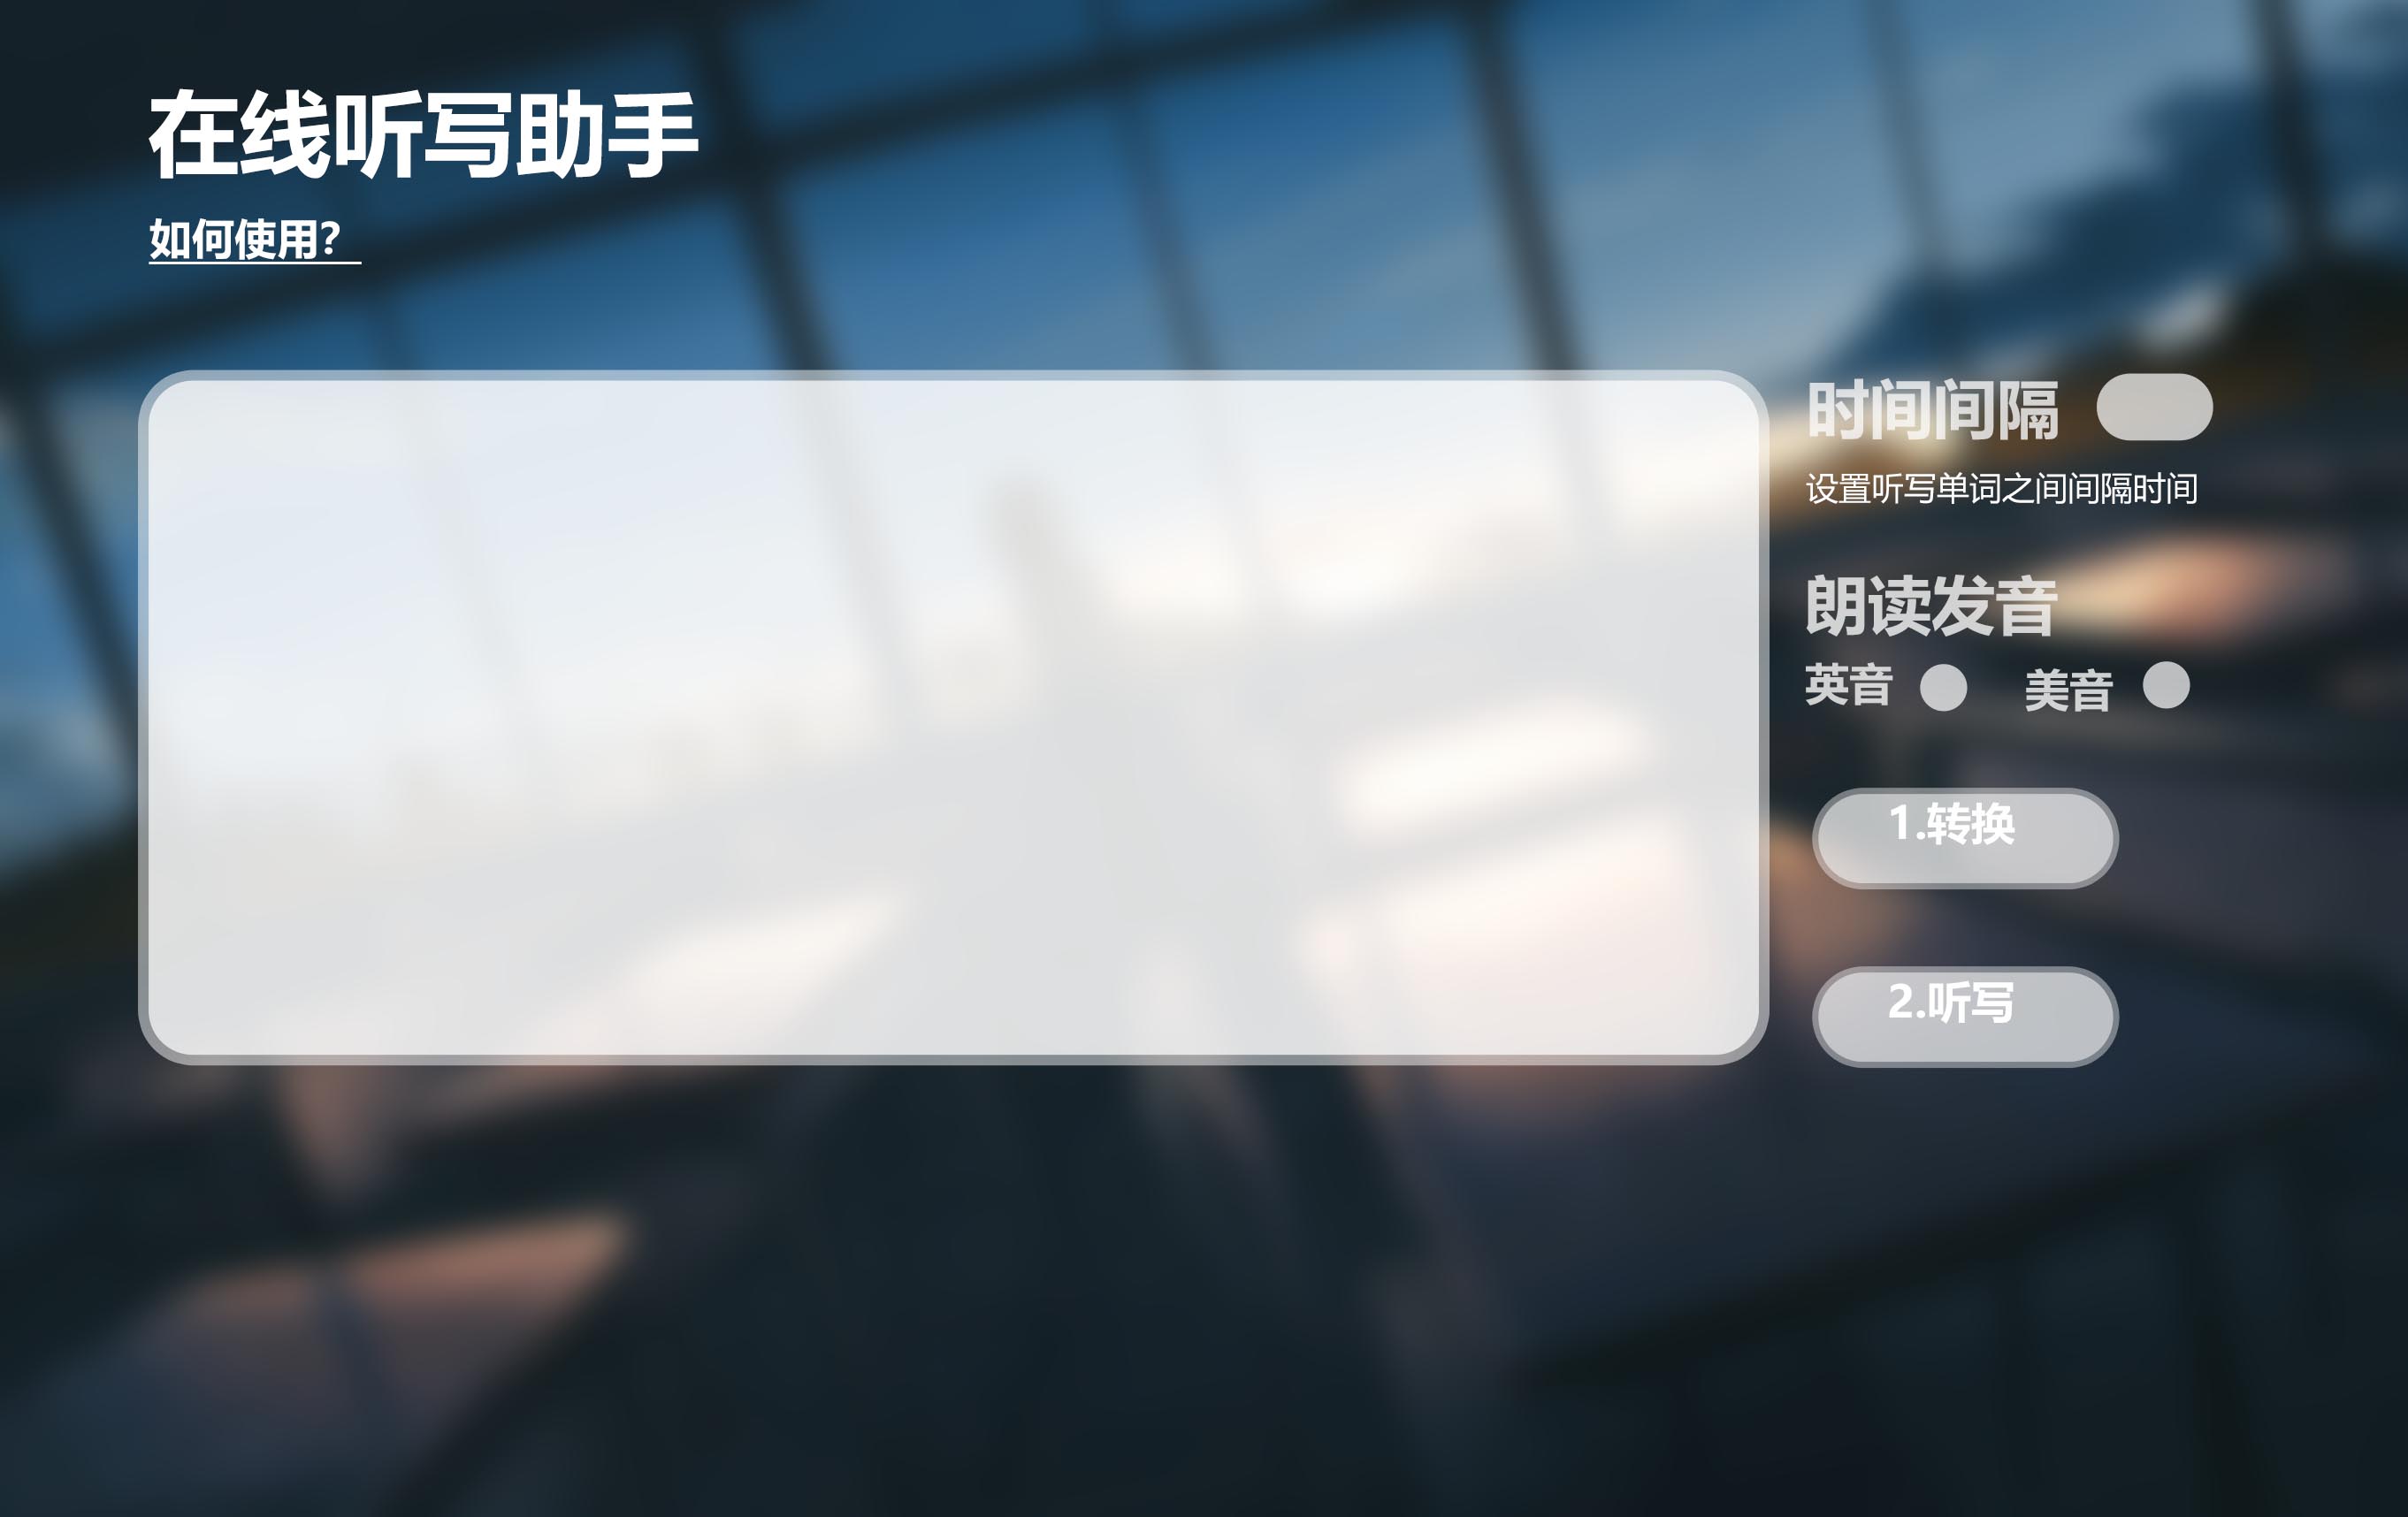 在线听写助手
如何使用？
时间间隔
设置听写单词之间间隔时间
朗读发音
英音 美音
1.转换
2.听写